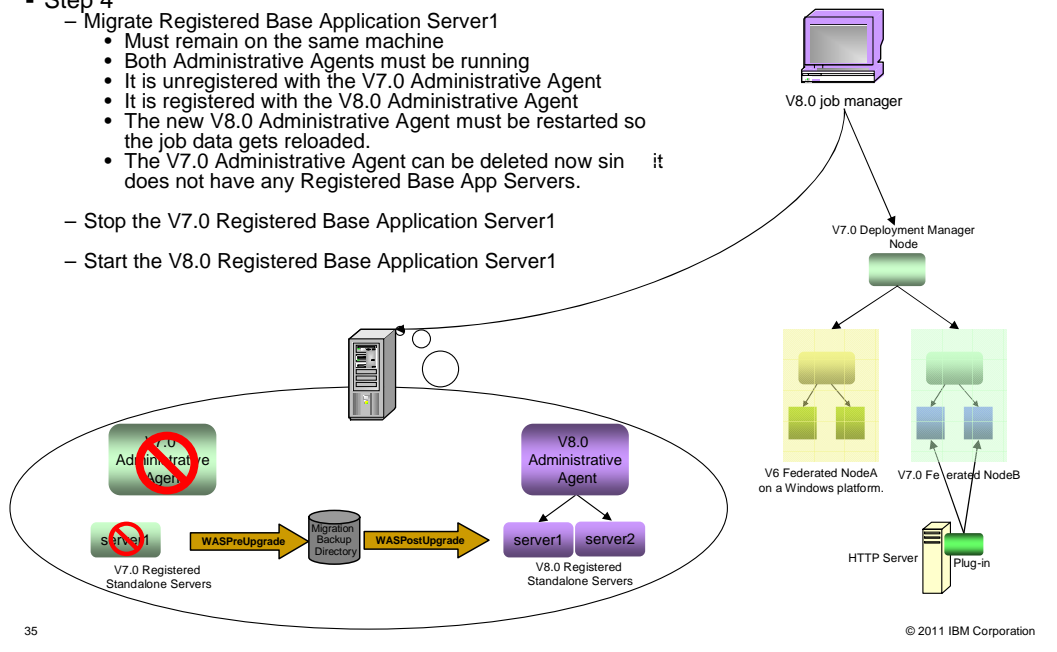 - Step 4
– Migrate Registered Base Application Server1
• Must remain on the same machine
• Both Administrative Agents must be running
• It is unregistered with the V7.0 Administrative Agent
• It is registered with the V8.0 Administrative Agent
• The new V8.0 Administrative Agent must be restarted so
the job data gets reloaded.
• The V7.0 Administrative Agent can be deleted now sin it
does not have any Registered Base App Servers.
– Stop the V7.0 Registered Base Application Server1
– Start the V8.0 Registered Base Application Server1
V8.0 job manager
V7.0 Deployment Manager
Node
V6 Federated NodeA
on a Windows platform.
V7.0 Fe erated NodeB
HTTP Server
Plug-in
V7.0
Administrative
Agent
server1
V7.0 Registered
Standalone Servers
WASPreUpgrade
Migration
Backup
Directory
WASPostUpgrade
V8.0
Administrative
Agent
server1
server2
V8.0 Registered
Standalone Servers
35
© 2011 IBM Corporation